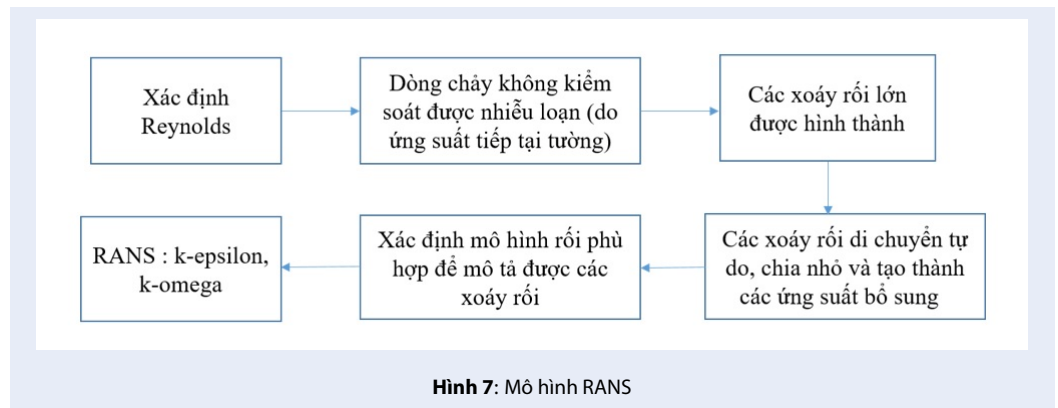 Xác định
Reynolds
Dòng chảy không kiểm
soát được nhiễu loạn (do
ứng suất tiếp tại tường)
Các xoáy rối lớn
được hình thành
Các xoáy rối di chuyển tự
do, chia nhỏ và tạo thành
các ứng suất bổ sung
Xác định mô hình rối phù
hợp để mô tả được các
xoáy rối
RANS : k-epsilon,
k-omega
Hình 7: Mô hình RANS